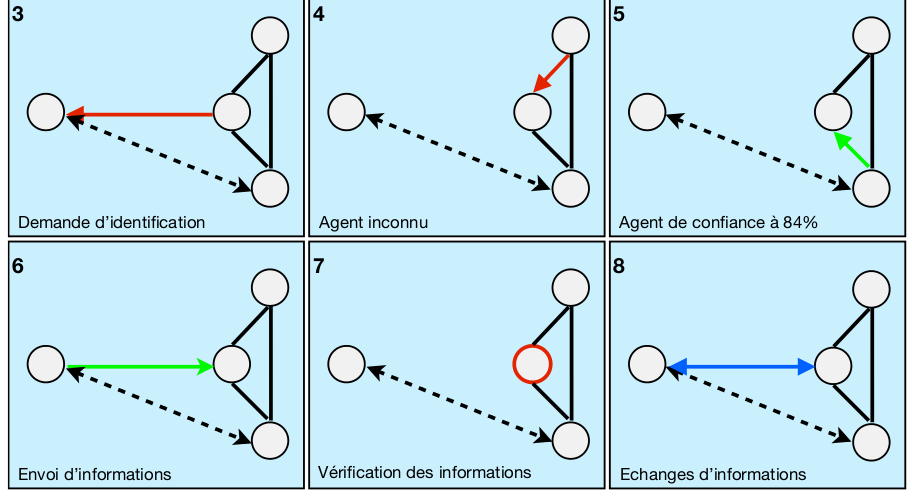 3
4
5
Demande d'identification
Agent inconnu
Agent de confiance à 84%
6
7
8
Envoi d'informations
Vérification des informations
Echanges d'informations